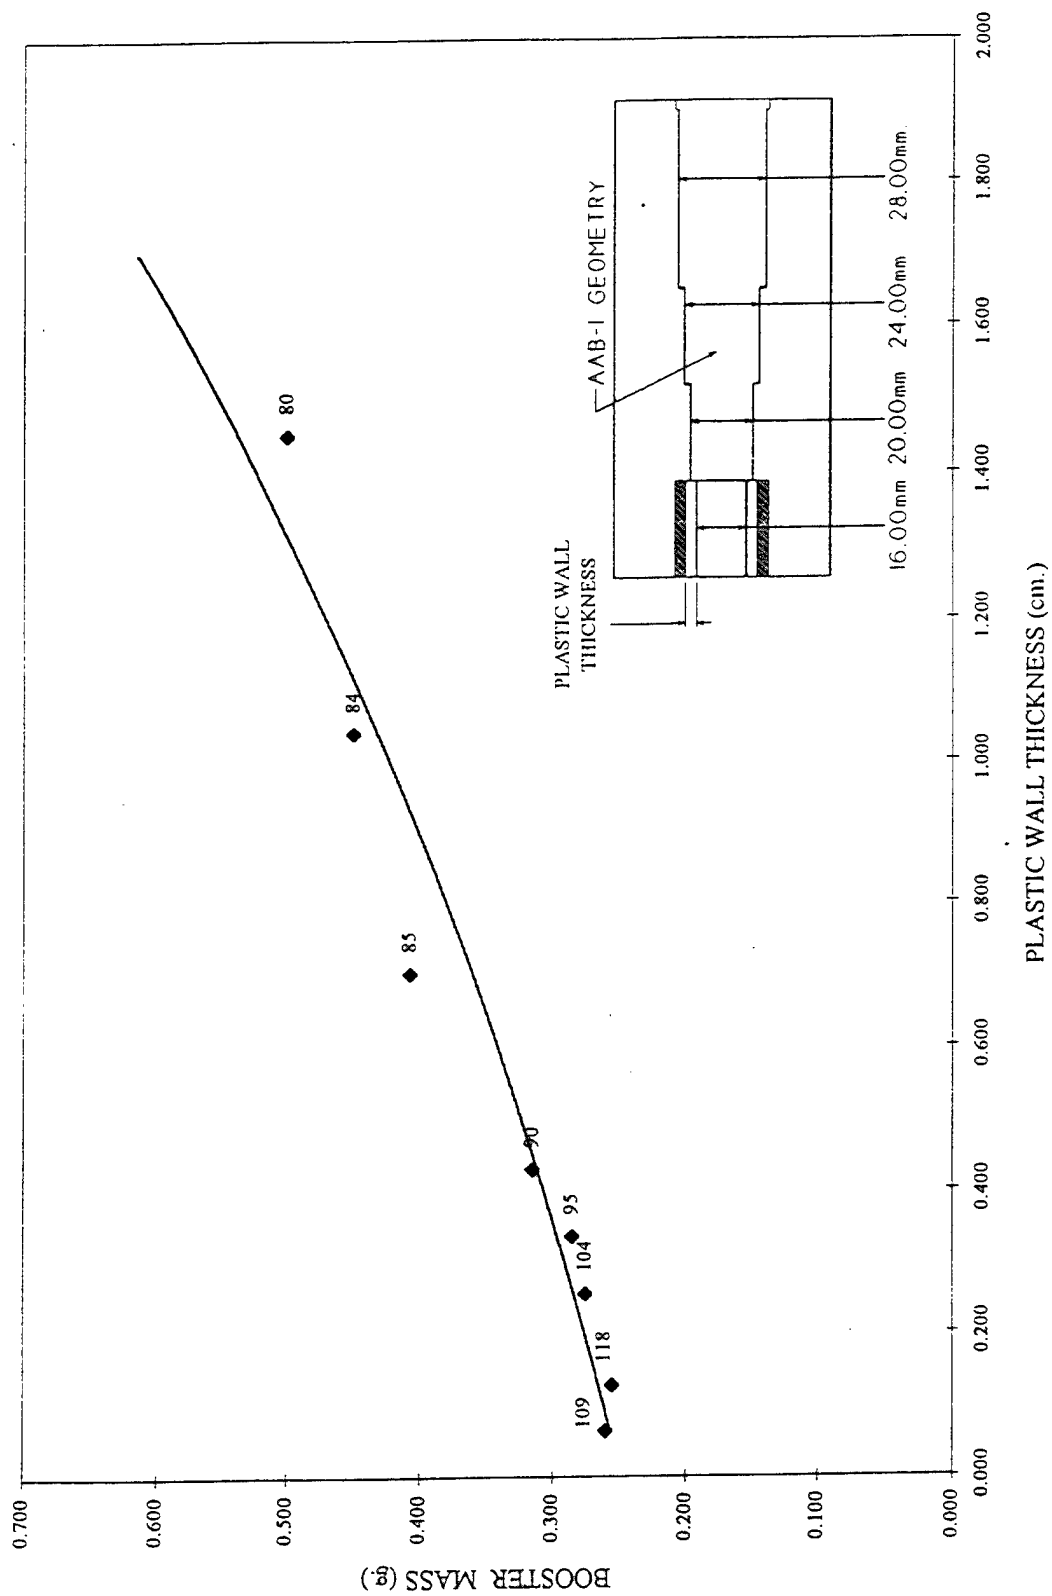 BOOSTER MASS (g.)
0.700
0.600
0.500
0.400
0.300
0.200
0.100
0.000
109
118
104
95
90
85
84
80
PLASTIC WALL
THICKNESS
AAB-1 GEOMETRY
16.00mm 20.00mm 24.00mm 28.00mm
0.000 0.200 0.400 0.600 0.800 1.000 1.200 1.400 1.600 1.800 2.000
PLASTIC WALL THICKNESS (cm.)